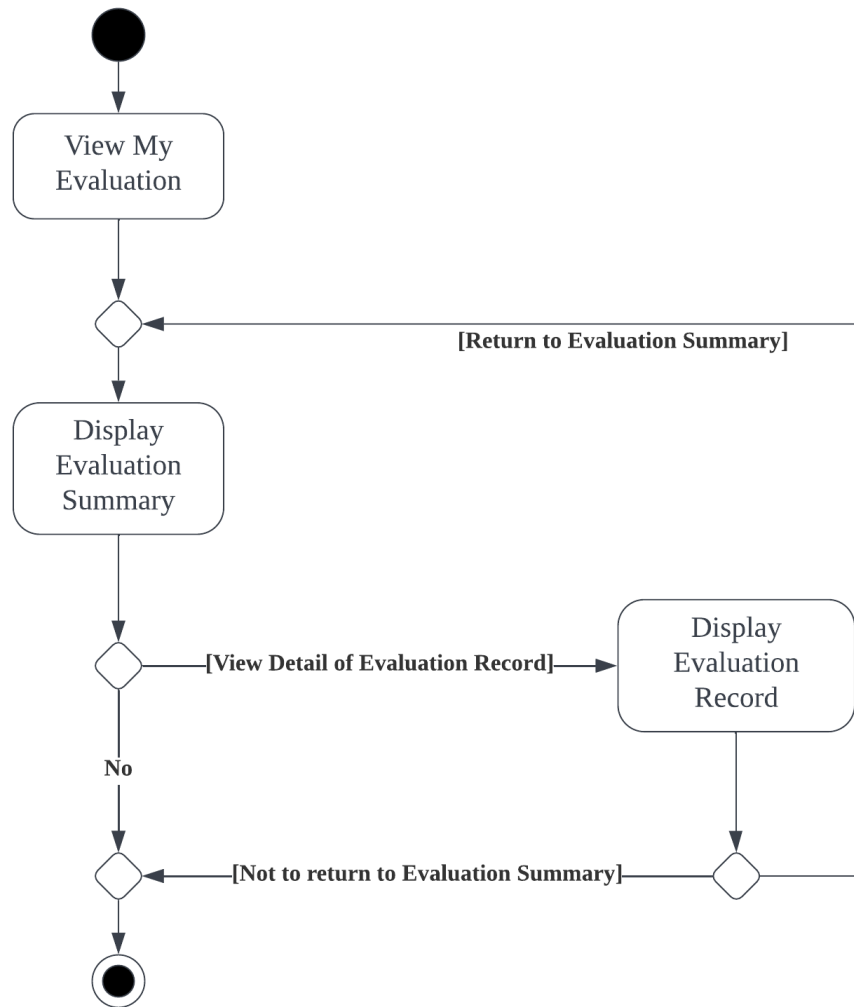 View My
Evaluation
[Return to Evaluation Summary]
Display
Evaluation
Summary
Display
Evaluation
Record
[View Detail of Evaluation Record]
No
[Not to return to Evaluation Summary]